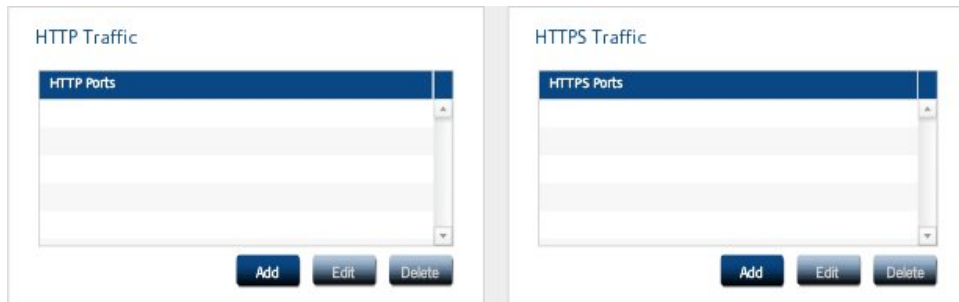 HTTP Traffic
HTTP Ports
Add Edit Delete
HTTPS Traffic
HTTPS Ports
Add Edit Delete